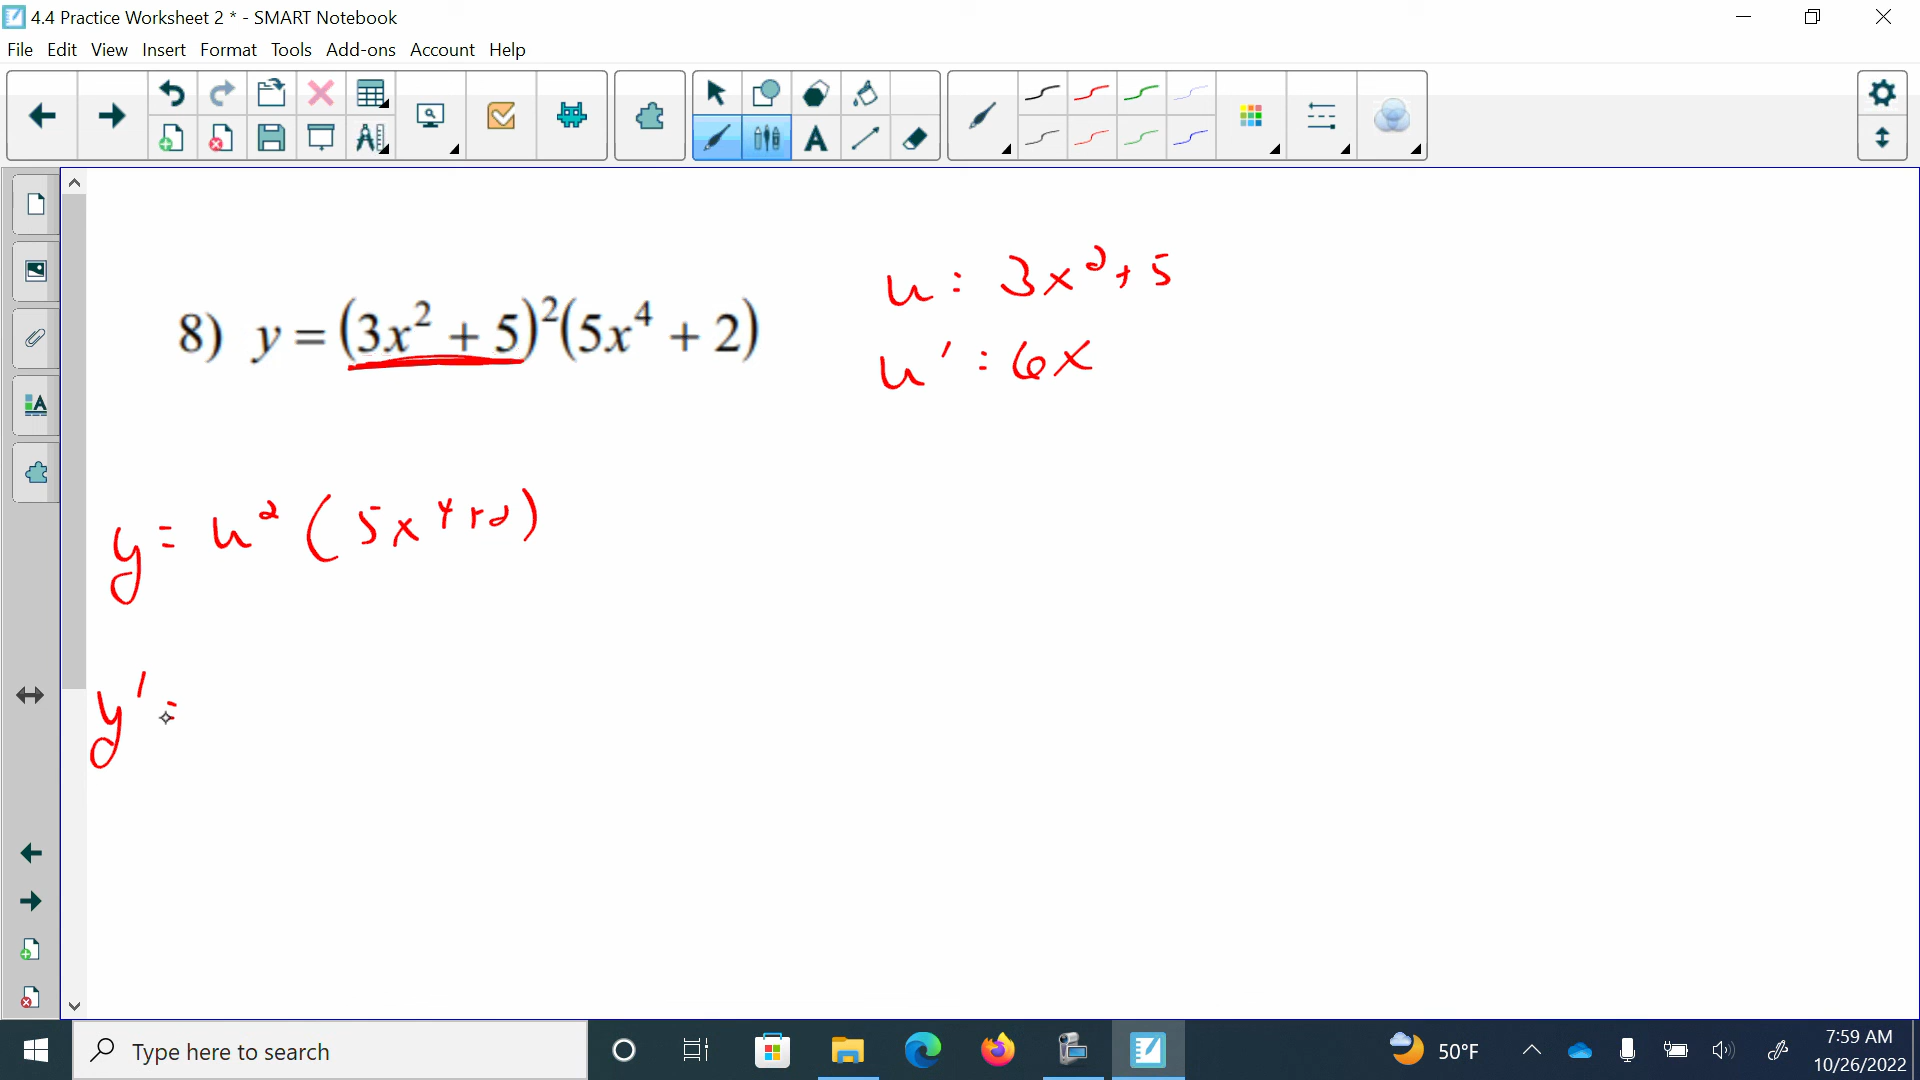 4.4 Practice Worksheet 2 * - SMART Notebook
File Edit View Insert Format Tools Add-ons Account Help
8) y = (3x² + 5)²(5x⁴ + 2)
u : 3x² + 5
u' : 6x
y = u² ( 5x⁴ + 2 )
y' =
Type here to search
50°F
7:59 AM
10/26/2022